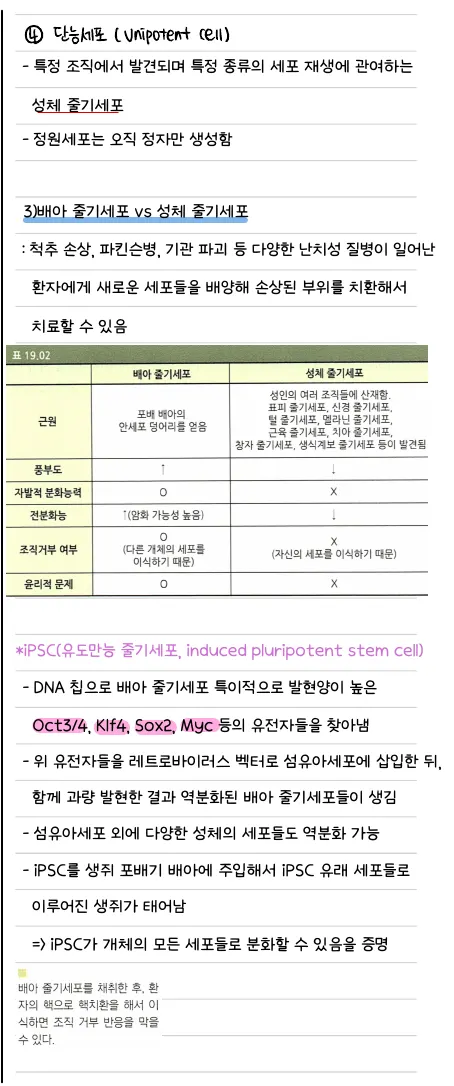 ④ 단능세포 (Unipotent cell)
- 특정 조직에서 발견되며 특정 종류의 세포 재생에 관여하는
성체 줄기세포
- 정원세포는 오직 정자만 생성함
3)배아 줄기세포 vs 성체 줄기세포
: 척추 손상, 파킨슨병, 기관 파괴 등 다양한 난치성 질병이 일어난
환자에게 새로운 세포들을 배양해 손상된 부위를 치환해서
치료할 수 있음
표 19.02
배아 줄기세포 성체 줄기세포
근원
포배 배아의
안세포 덩어리를 얻음
성인의 여러 조직들에 산재함.
표피 줄기세포, 신경 줄기세포,
털 줄기세포, 멜라닌 줄기세포,
근육 줄기세포, 치아 줄기세포,
창자 줄기세포, 생식계보 줄기세포 등이 발견됨
풍부도 ↑ ↓
자발적 분화능력 O X
전분화능 ↑(암화 가능성 높음) ↓
조직거부 여부
O
(다른 개체의 세포를
이식하기 때문)
X
(자신의 세포를 이식하기 때문)
윤리적 문제 O X
*iPSC(유도만능 줄기세포, induced pluripotent stem cell)
- DNA 칩으로 배아 줄기세포 특이적으로 발현양이 높은
Oct3/4, Klf4, Sox2, Myc 등의 유전자들을 찾아냄
- 위 유전자들을 레트로바이러스 벡터로 섬유아세포에 삽입한 뒤,
함께 과량 발현한 결과 역분화된 배아 줄기세포들이 생김
- 섬유아세포 외에 다양한 성체의 세포들도 역분화 가능
- iPSC를 생쥐 포배기 배아에 주입해서 iPSC 유래 세포들로
이루어진 생쥐가 태어남
=> iPSC가 개체의 모든 세포들로 분화할 수 있음을 증명
배아 줄기세포를 채취한 후, 환
자의 핵으로 핵치환을 해서 이
식하면 조직 거부 반응을 막을
수 있다.